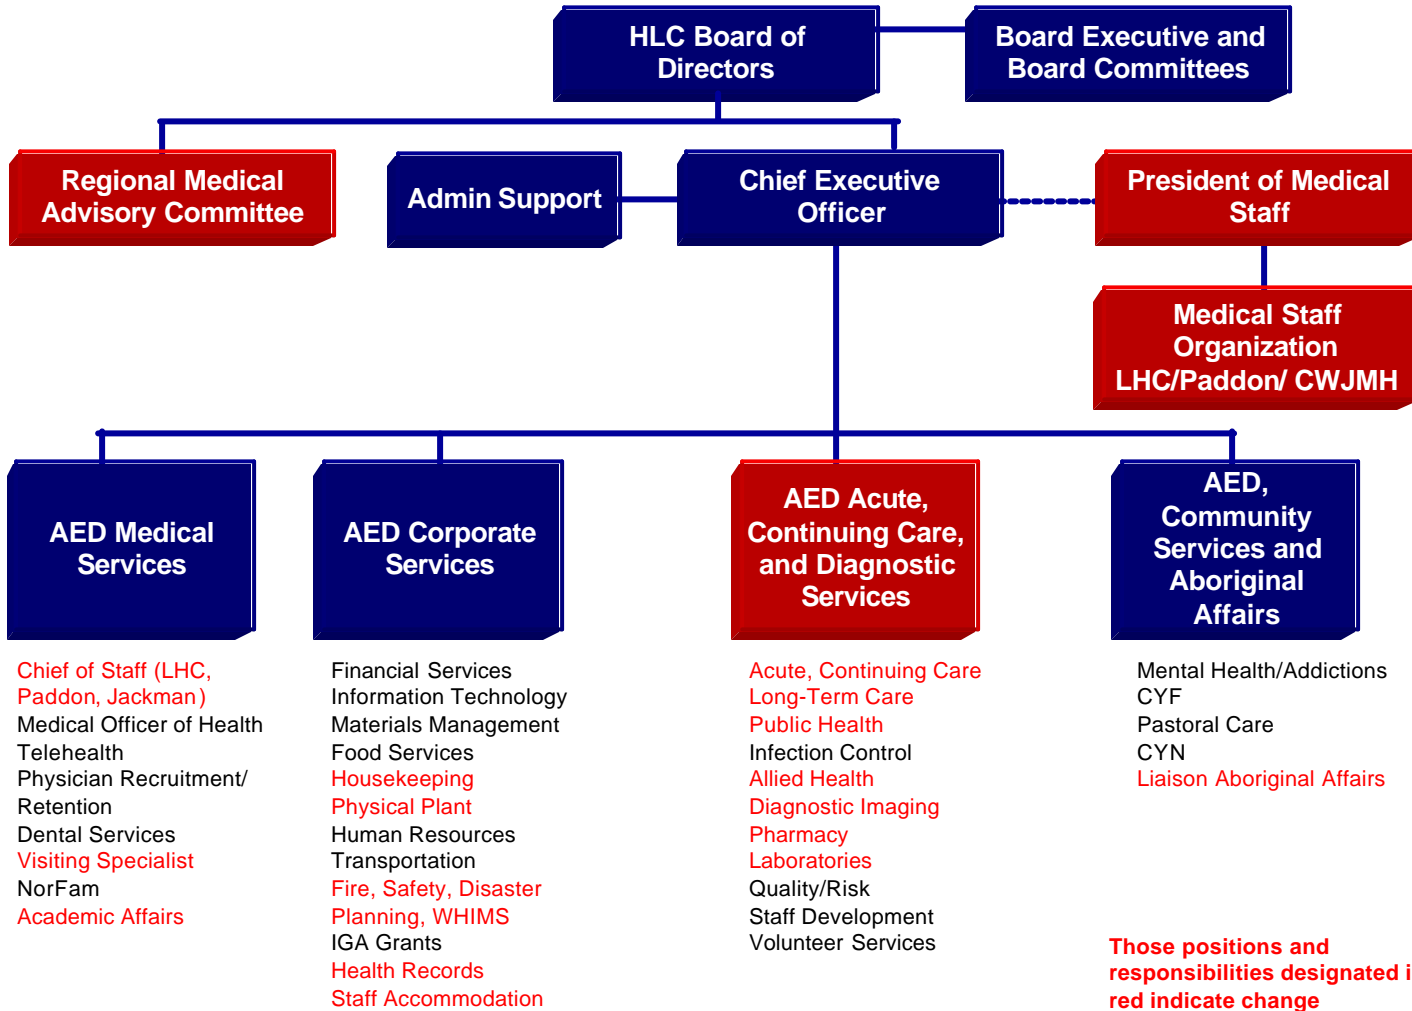 HLC Board of
Directors
Board Executive and
Board Committees
Regional Medical
Advisory Committee
Admin Support
Chief Executive
Officer
President of Medical
Staff
Medical Staff
Organization
LHC/Paddon/ CWJMH
AED Medical
Services
AED Corporate
Services
AED Acute,
Continuing Care,
and Diagnostic
Services
AED,
Community
Services and
Aboriginal
Affairs
Chief of Staff (LHC,
Paddon, Jackman)
Medical Officer of Health
Telehealth
Physician Recruitment/
Retention
Dental Services
Visiting Specialist
NorFam
Academic Affairs
Financial Services
Information Technology
Materials Management
Food Services
Housekeeping
Physical Plant
Human Resources
Transportation
Fire, Safety, Disaster
Planning, WHIMS
IGA Grants
Health Records
Staff Accommodation
Acute, Continuing Care
Long-Term Care
Public Health
Infection Control
Allied Health
Diagnostic Imaging
Pharmacy
Laboratories
Quality/Risk
Staff Development
Volunteer Services
Mental Health/Addictions
CYF
Pastoral Care
CYN
Liaison Aboriginal Affairs
Those positions and
responsibilities designated i
red indicate change